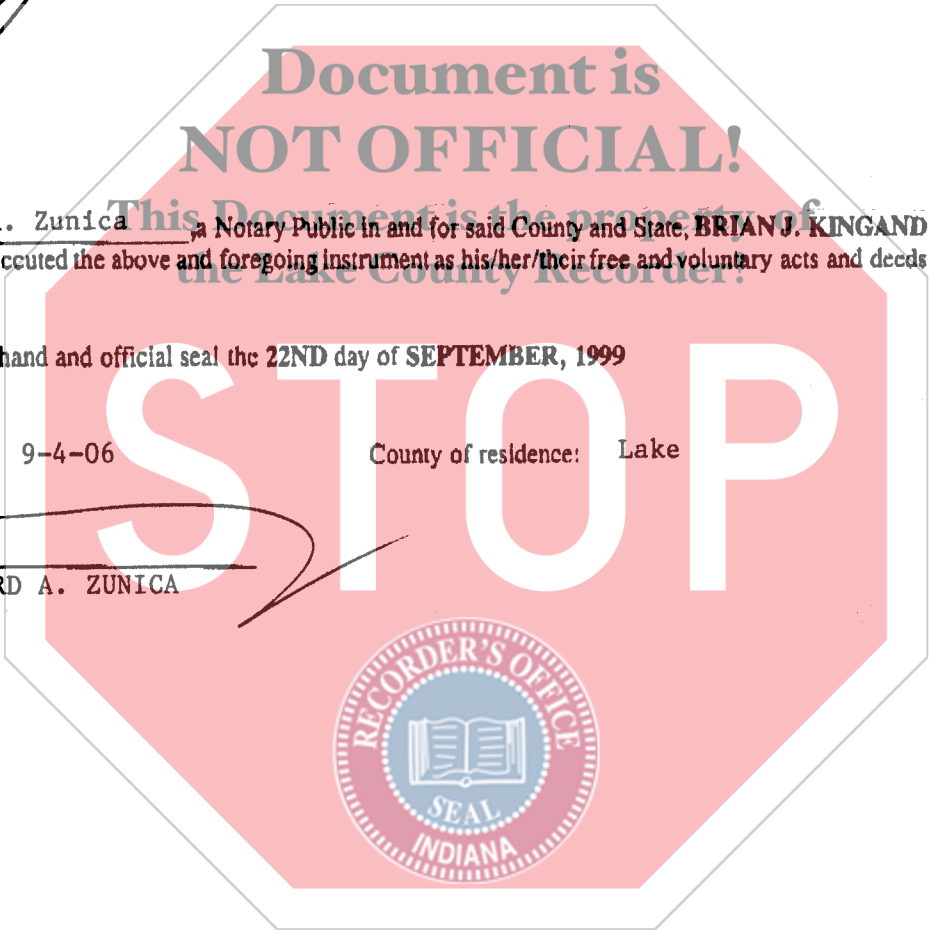 Document is
NOT OFFICIAL!
This Document is the property of
the Lake County Recorder!
. Zunica ,a Notary Public in and for said County and State, BRIAN J. KINGAND
ccuted the above and foregoing instrument as his/her/their free and voluntary acts and deeds
hand and official seal the 22ND day of SEPTEMBER, 1999
9-4-06 County of residence: Lake
RD A. ZUNICA
STOP
RECORDER'S OFFICE
SEAL
INDIANA